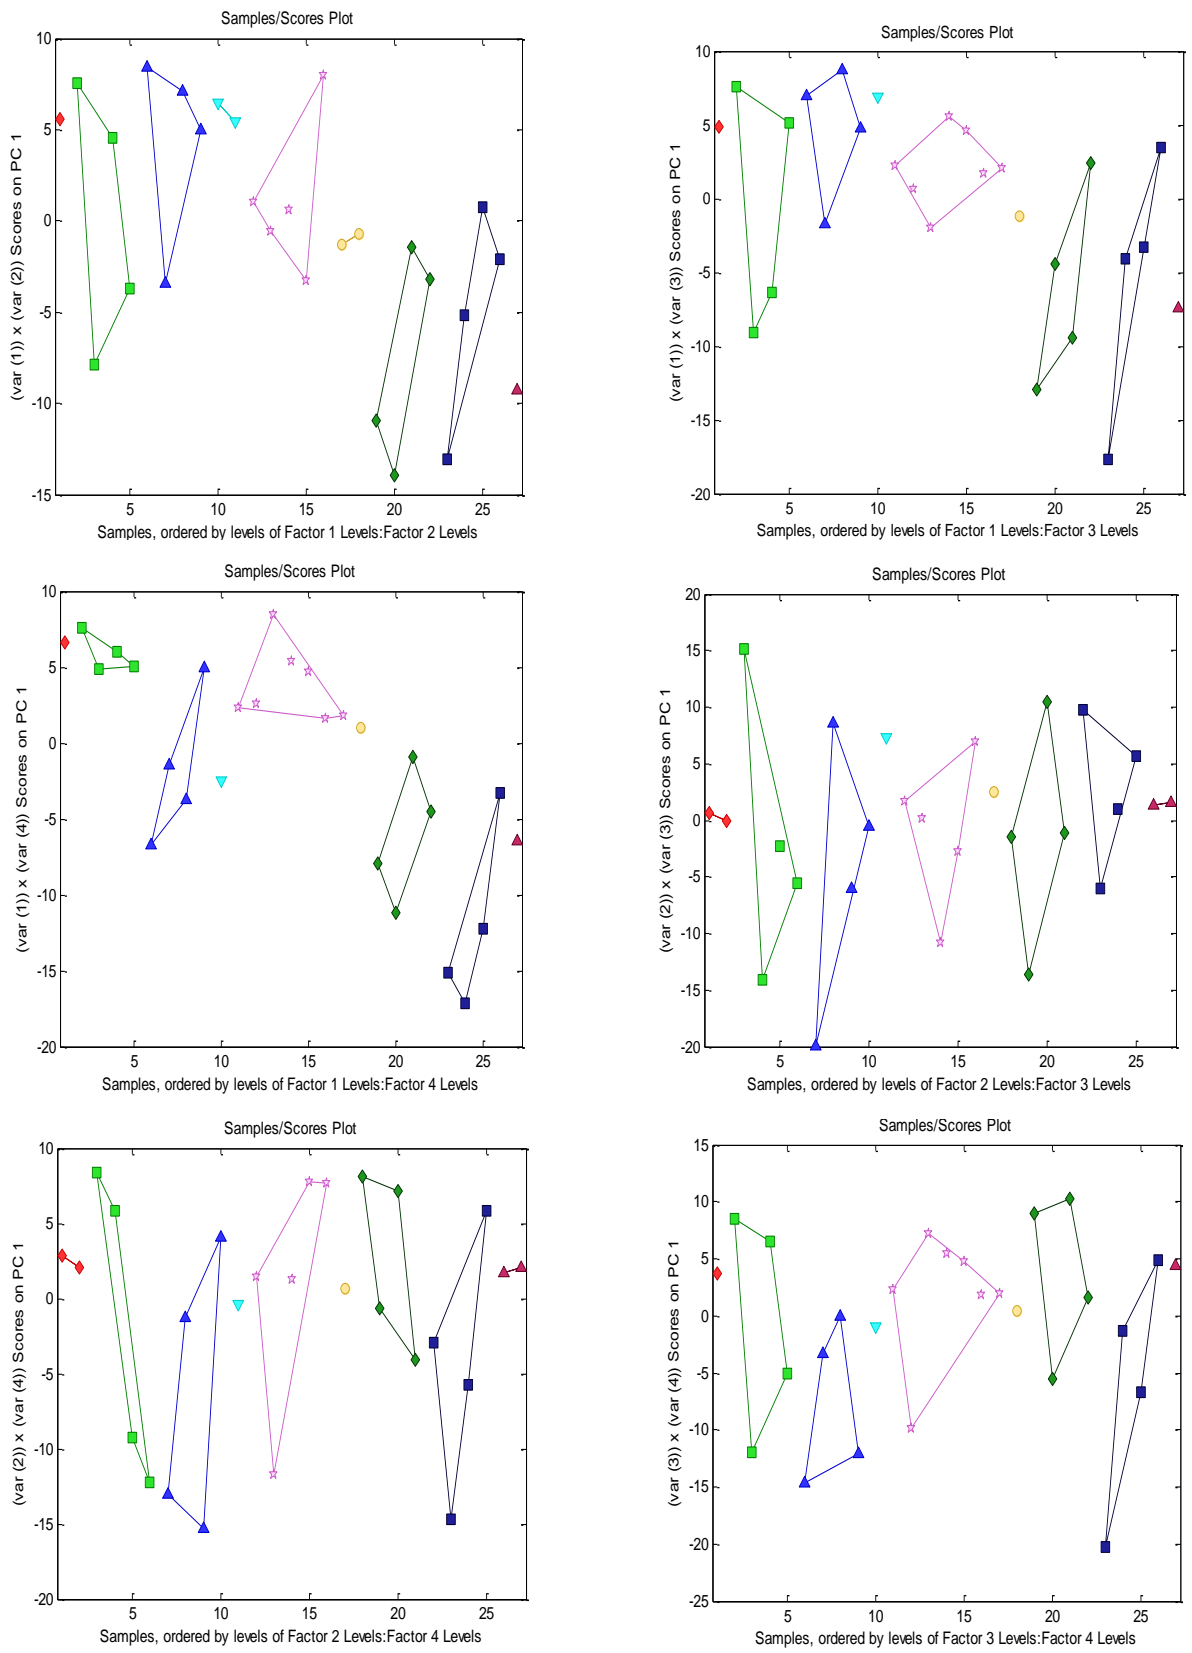 Samples/Scores Plot
(var (1)) x (var (2)) Scores on PC 1
10
5
0
-5
-10
-15
5 10 15 20 25
Samples, ordered by levels of Factor 1 Levels:Factor 2 Levels
Samples/Scores Plot
(var (1)) x (var (3)) Scores on PC 1
10
5
0
-5
-10
-15
-20
5 10 15 20 25
Samples, ordered by levels of Factor 1 Levels:Factor 3 Levels
Samples/Scores Plot
(var (1)) x (var (4)) Scores on PC 1
10
5
0
-5
-10
-15
-20
5 10 15 20 25
Samples, ordered by levels of Factor 1 Levels:Factor 4 Levels
Samples/Scores Plot
(var (2)) x (var (3)) Scores on PC 1
20
15
10
5
0
-5
-10
-15
-20
5 10 15 20 25
Samples, ordered by levels of Factor 2 Levels:Factor 3 Levels
Samples/Scores Plot
(var (2)) x (var (4)) Scores on PC 1
10
5
0
-5
-10
-15
-20
5 10 15 20 25
Samples, ordered by levels of Factor 2 Levels:Factor 4 Levels
Samples/Scores Plot
(var (3)) x (var (4)) Scores on PC 1
15
10
5
0
-5
-10
-15
-20
-25
5 10 15 20 25
Samples, ordered by levels of Factor 3 Levels:Factor 4 Levels